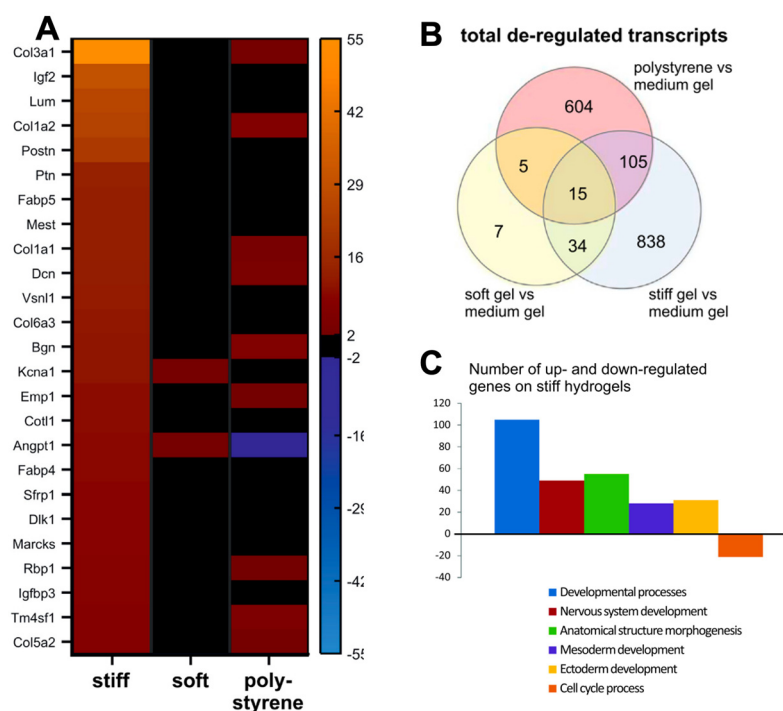 A
Col3a1
Igf2
Lum
Col1a2
Postn
Ptn
Fabp5
Mest
Col1a1
Dcn
Vsnl1
Col6a3
Bgn
Kcna1
Emp1
Cotl1
Angpt1
Fabp4
Sfrp1
Dlk1
Marcks
Rbp1
Igfbp3
Tm4sf1
Col5a2
stiff
soft
poly-
styrene
55
42
29
16
2
-2
-16
-29
-42
-55
B
total de-regulated transcripts
polystyrene vs
medium gel
604
5
105
15
7
34
838
soft gel vs
medium gel
stiff gel vs
medium gel
C
Number of up- and down-regulated
genes on stiff hydrogels
120
100
80
60
40
20
0
-20
-40
Developmental processes
Nervous system development
Anatomical structure morphogenesis
Mesoderm development
Ectoderm development
Cell cycle process